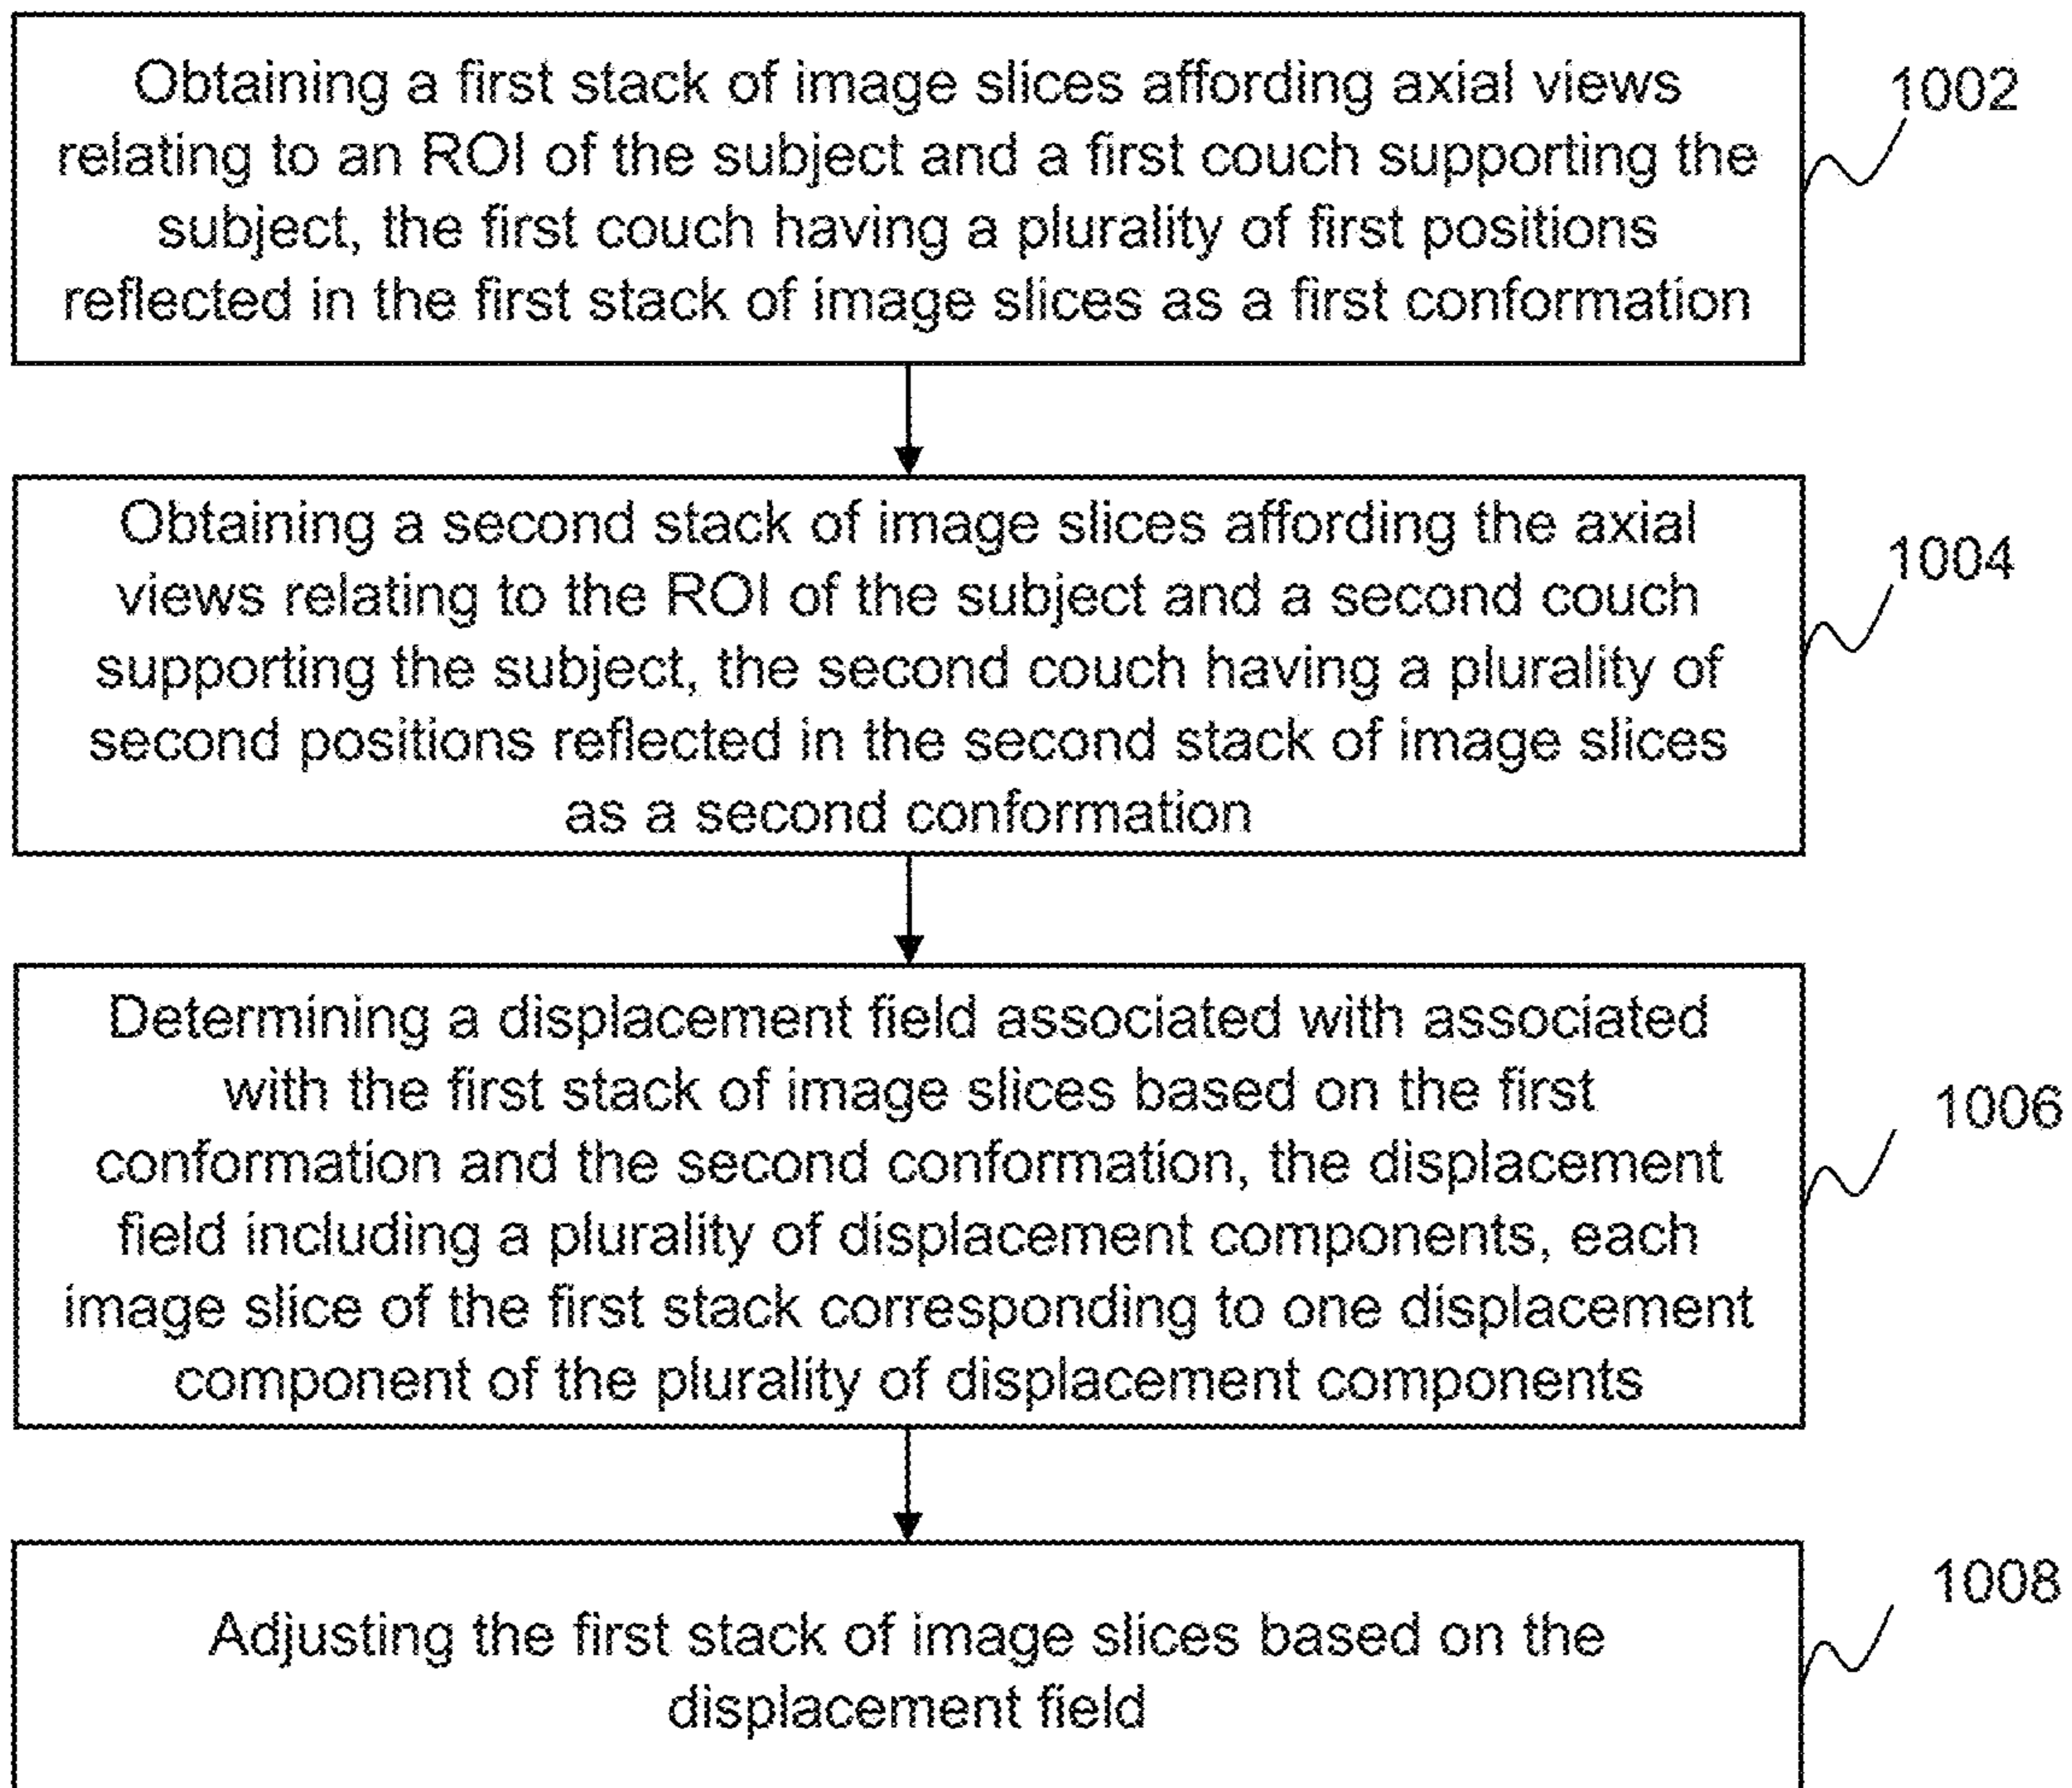 Obtaining a first stack of image slices affording axial views
relating to an ROI of the subject and a first couch supporting the
subject, the first couch having a plurality of first positions
reflected in the first stack of image slices as a first conformation
1002
Obtaining a second stack of image slices affording the axial
views relating to the ROI of the subject and a second couch
supporting the subject, the second couch having a plurality of
second positions reflected in the second stack of image slices
as a second conformation
1004
Determining a displacement field associated with associated
with the first stack of image slices based on the first
conformation and the second conformation, the displacement
field including a plurality of displacement components, each
image slice of the first stack corresponding to one displacement
component of the plurality of displacement components
1006
Adjusting the first stack of image slices based on the
displacement field
1008